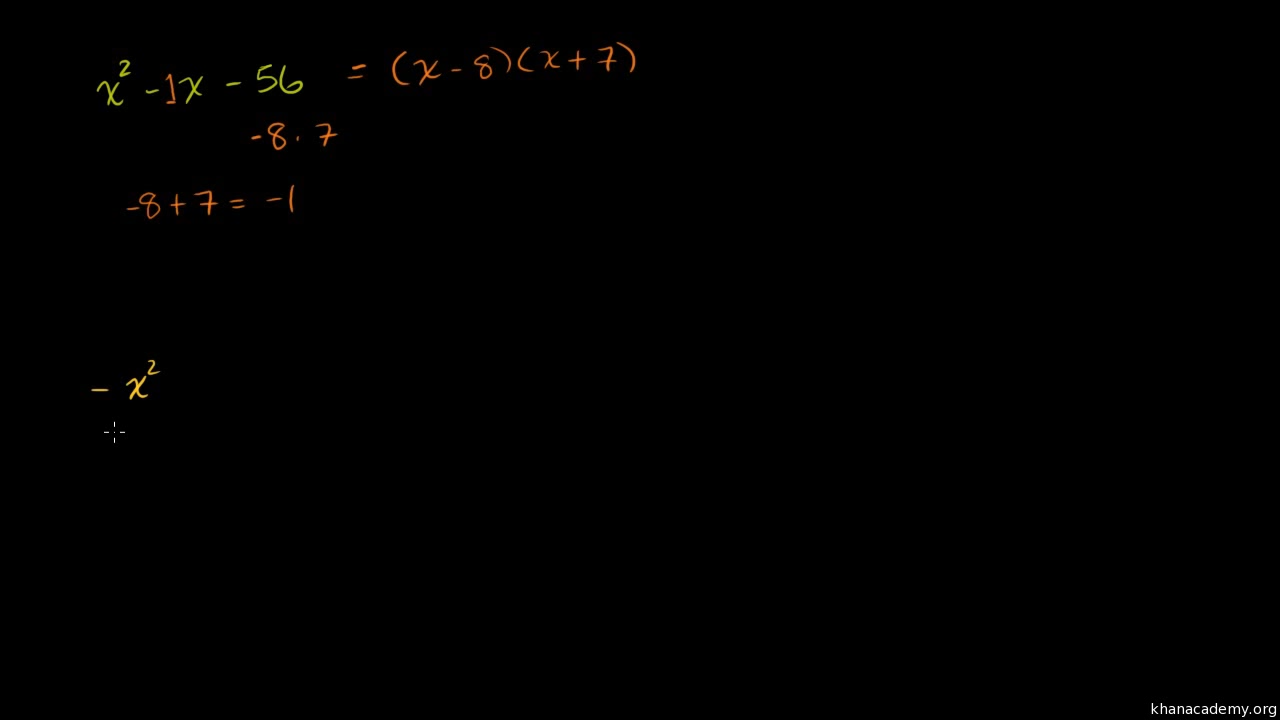 x² -1x - 56 = (x - 8)(x + 7)
-8 · 7
-8 + 7 = -1
- x²
khanacademy.org